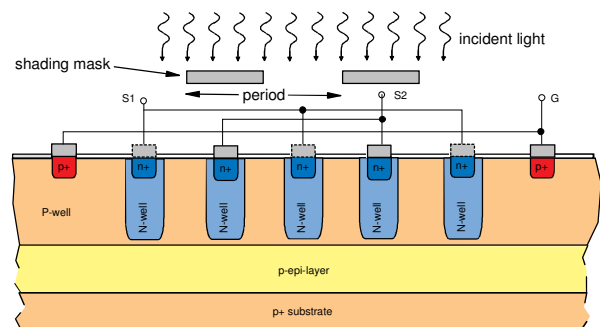 incident light
shading mask
S1
period
S2
G
p+
n+
n+
n+
n+
n+
p+
P-well
N-well
N-well
N-well
N-well
N-well
p-epi-layer
p+ substrate